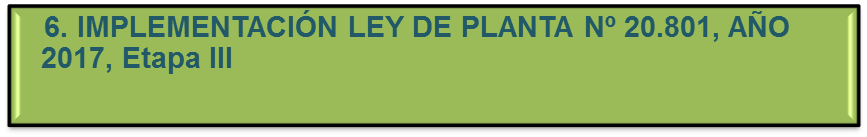 6. IMPLEMENTACIÓN LEY DE PLANTA Nº 20.801, AÑO
2017, Etapa III